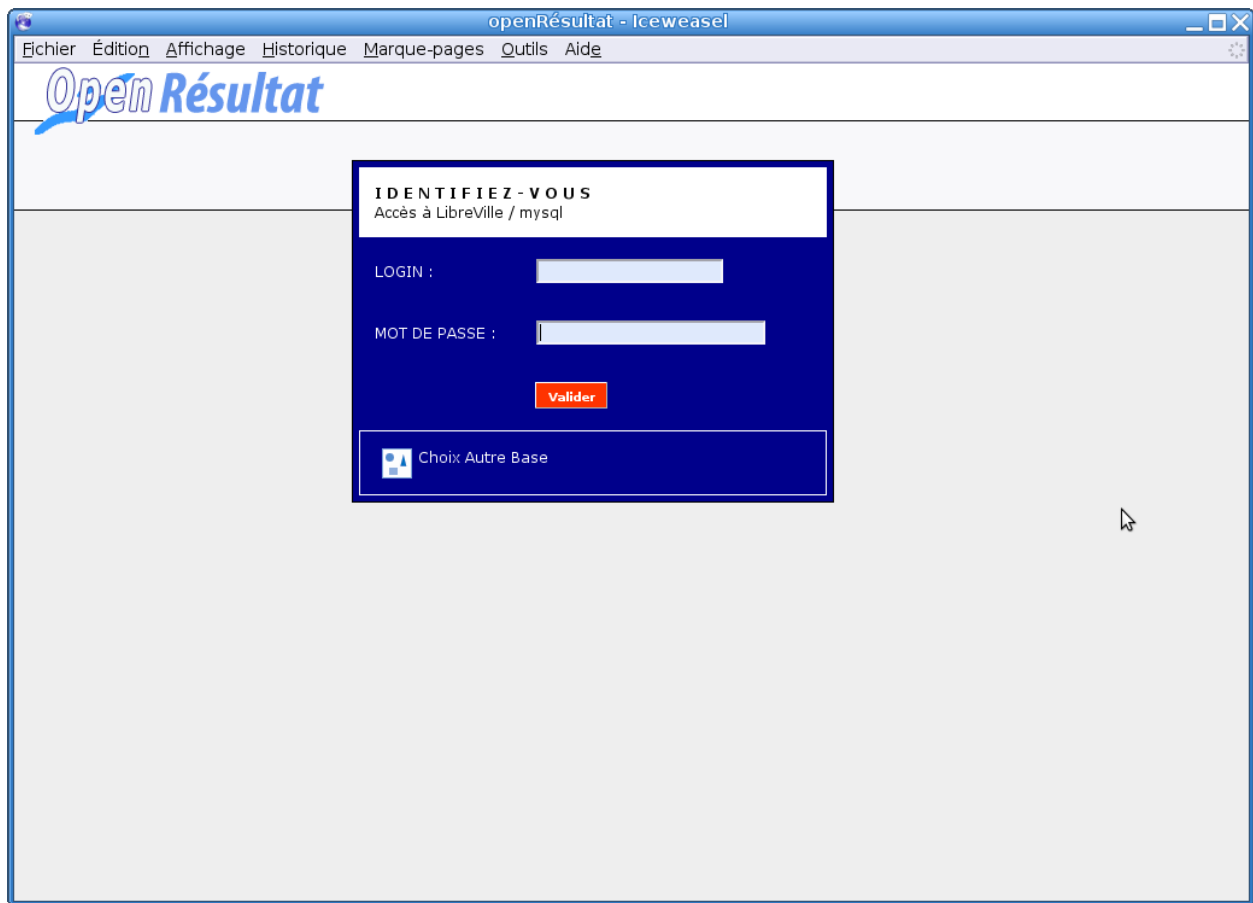 openRésultat - Iceweasel
Fichier Édition Affichage Historique Marque-pages Outils Aide
Open Résultat
IDENTIFIEZ-VOUS
Accès à LibreVille / mysql
LOGIN :
MOT DE PASSE :
Valider
Choix Autre Base